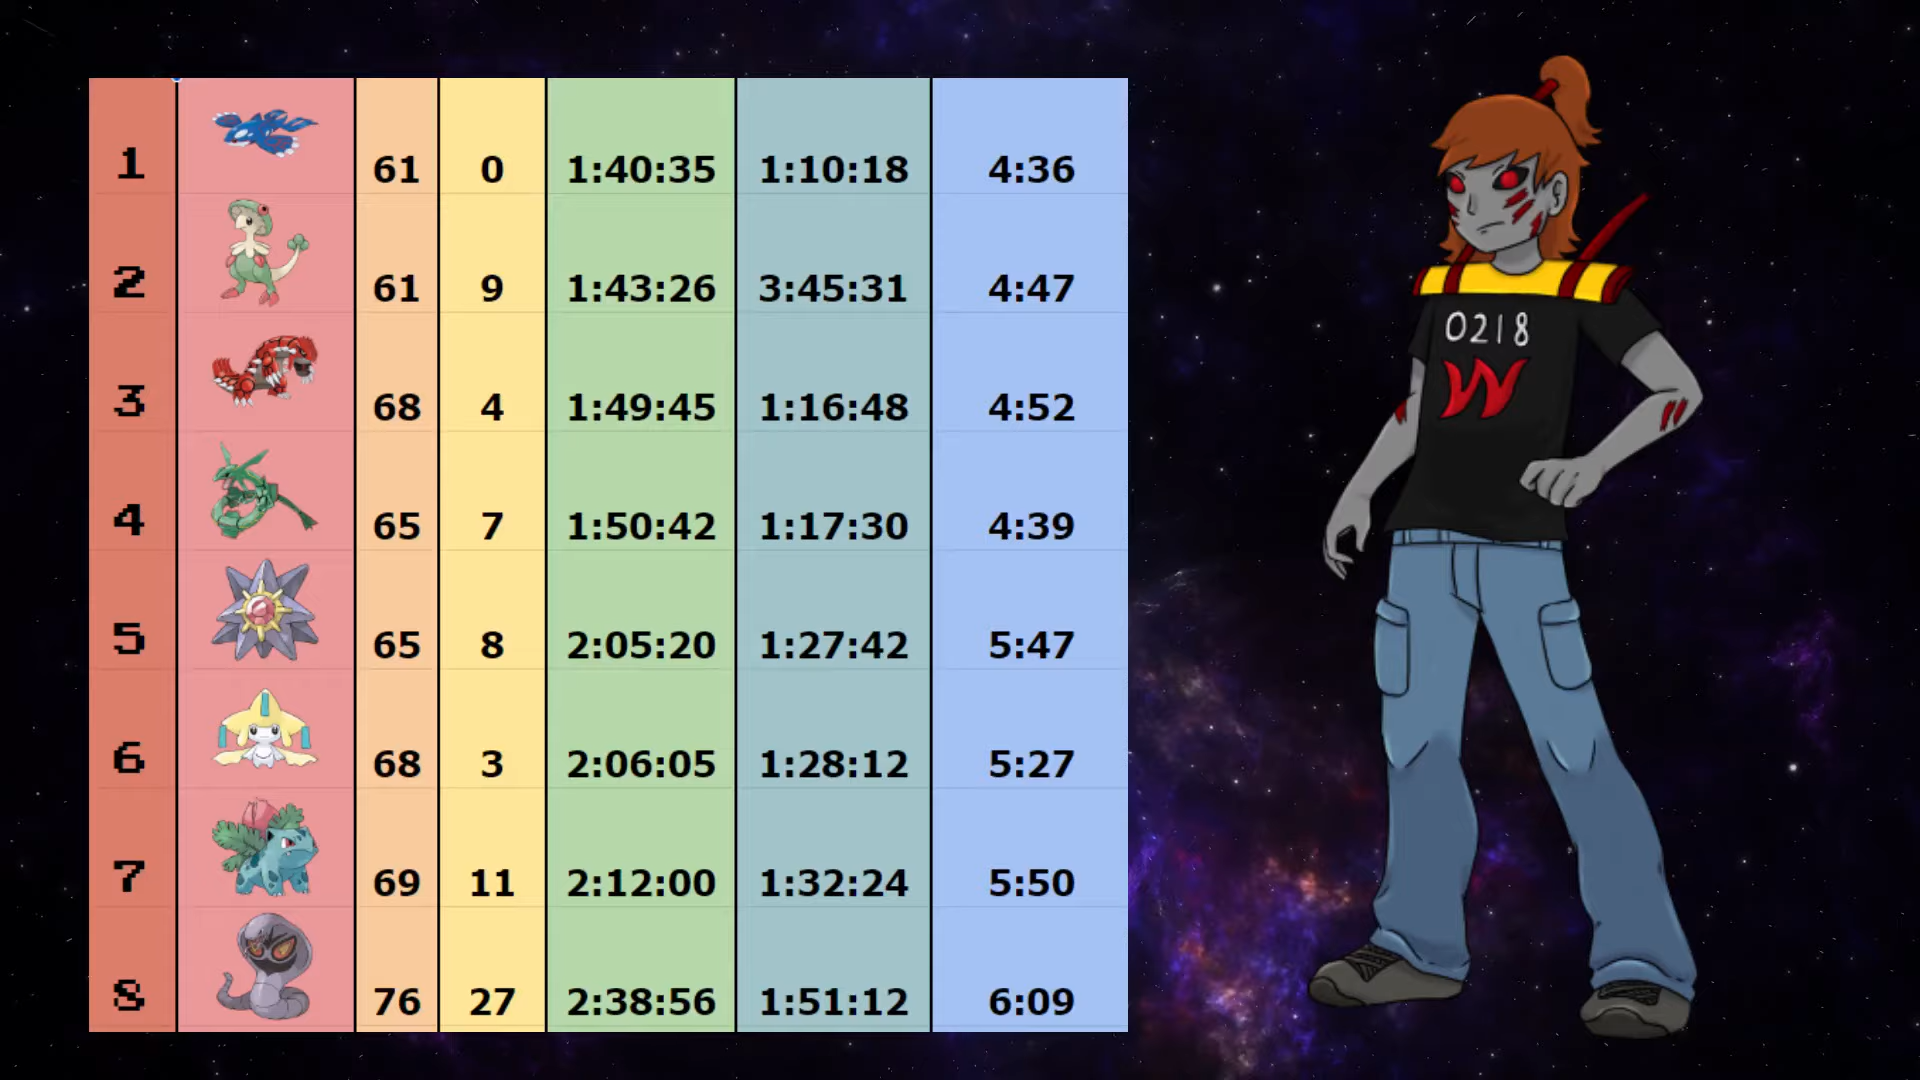 1 61 0 1:40:35 1:10:18 4:36
2 61 9 1:43:26 3:45:31 4:47
3 68 4 1:49:45 1:16:48 4:52
4 65 7 1:50:42 1:17:30 4:39
5 65 8 2:05:20 1:27:42 5:47
6 68 3 2:06:05 1:28:12 5:27
7 69 11 2:12:00 1:32:24 5:50
8 76 27 2:38:56 1:51:12 6:09
0218
W